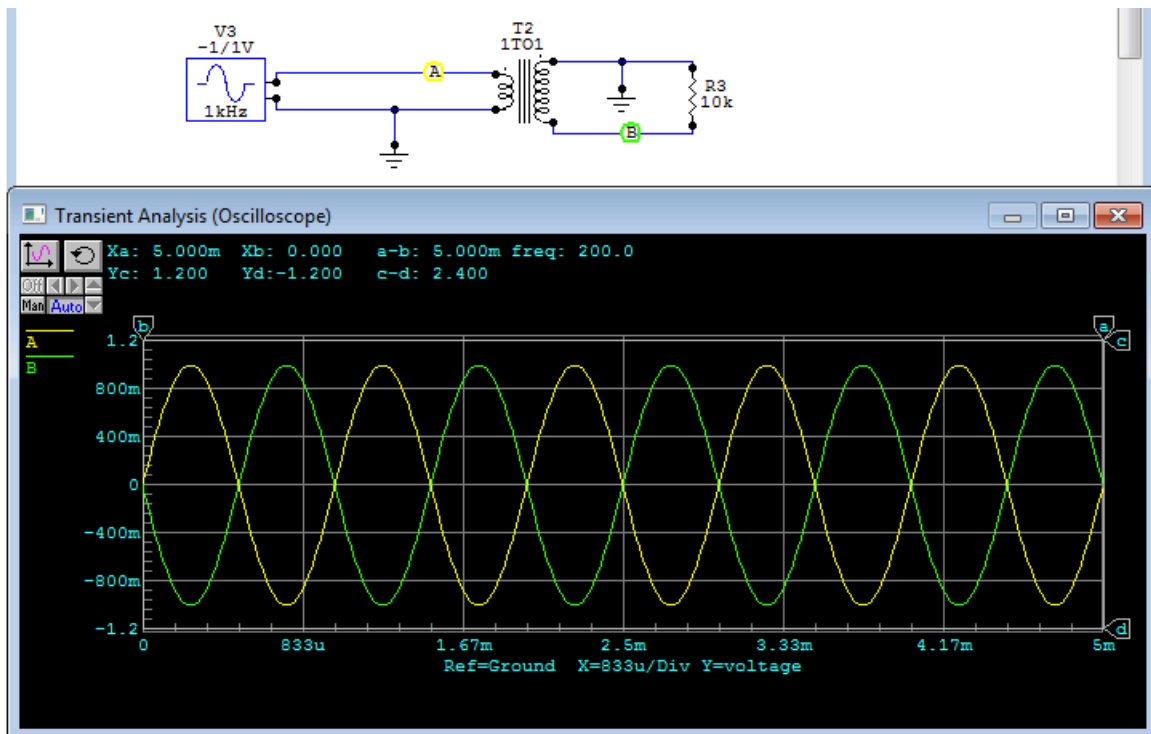 V3
-1/1V
1kHz
A
T2
1TO1
B
R3
10k
Transient Analysis (Oscilloscope)
Xa: 5.000m Xb: 0.000 a-b: 5.000m freq: 200.0
Yc: 1.200 Yd:-1.200 c-d: 2.400
Off
Man Auto
A
B
b
a
c
d
1.2
800m
400m
0
-400m
-800m
-1.2
0 833u 1.67m 2.5m 3.33m 4.17m 5m
Ref=Ground X=833u/Div Y=voltage